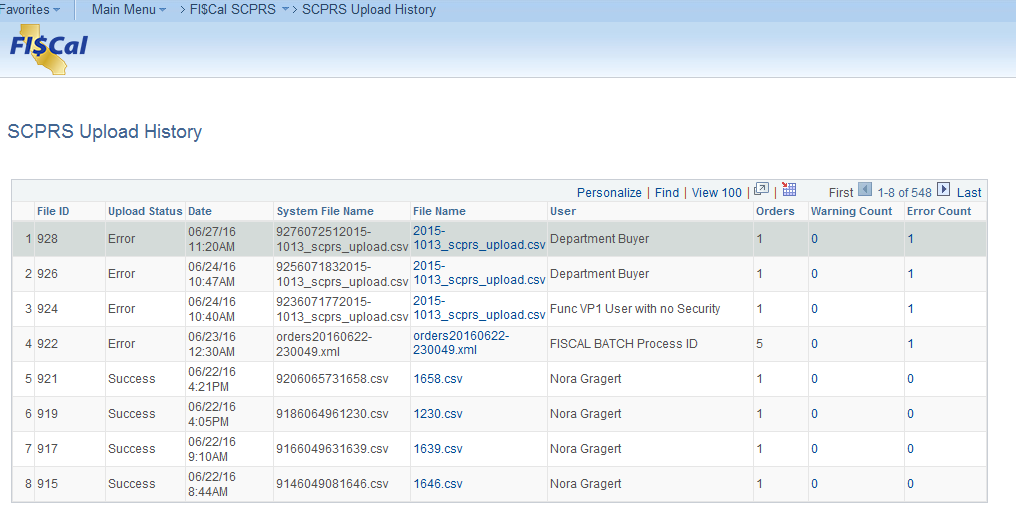 Favorites Main Menu > FI$Cal SCPRS > SCPRS Upload History
FI$Cal
SCPRS Upload History
Personalize | Find | View 100 | | First 1-8 of 548 Last
File ID Upload Status Date System File Name File Name User Orders Warning Count Error Count
1 928 Error 06/27/16 11:20AM 9276072512015-1013_scprs_upload.csv 2015-1013_scprs_upload.csv Department Buyer 1 0 1
2 926 Error 06/24/16 10:47AM 9256071832015-1013_scprs_upload.csv 2015-1013_scprs_upload.csv Department Buyer 1 0 1
3 924 Error 06/24/16 10:40AM 9236071772015-1013_scprs_upload.csv 2015-1013_scprs_upload.csv Func VP1 User with no Security 1 0 1
4 922 Error 06/23/16 12:30AM orders20160622-230049.xml orders20160622-230049.xml FISCAL BATCH Process ID 5 0 1
5 921 Success 06/22/16 4:21PM 9206065731658.csv 1658.csv Nora Gragert 1 0 0
6 919 Success 06/22/16 4:05PM 9186064961230.csv 1230.csv Nora Gragert 1 0 0
7 917 Success 06/22/16 9:10AM 9166049631639.csv 1639.csv Nora Gragert 1 0 0
8 915 Success 06/22/16 8:44AM 9146049081646.csv 1646.csv Nora Gragert 1 0 0